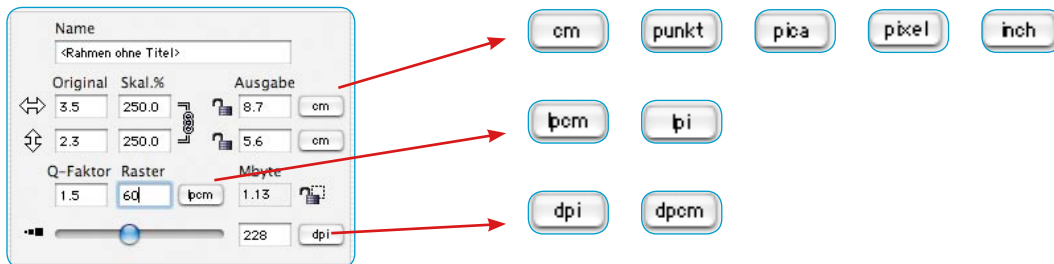 Name
<Rahmen ohne Titel>
Original Skal.% Ausgabe
3.5 250.0 8.7 cm
2.3 250.0 5.6 cm
Q-Faktor Raster Mbyte
1.5 60 lpcm 1.13
228 dpi
cm punkt pica pixel inch
lpcm lpi
dpi dpcm